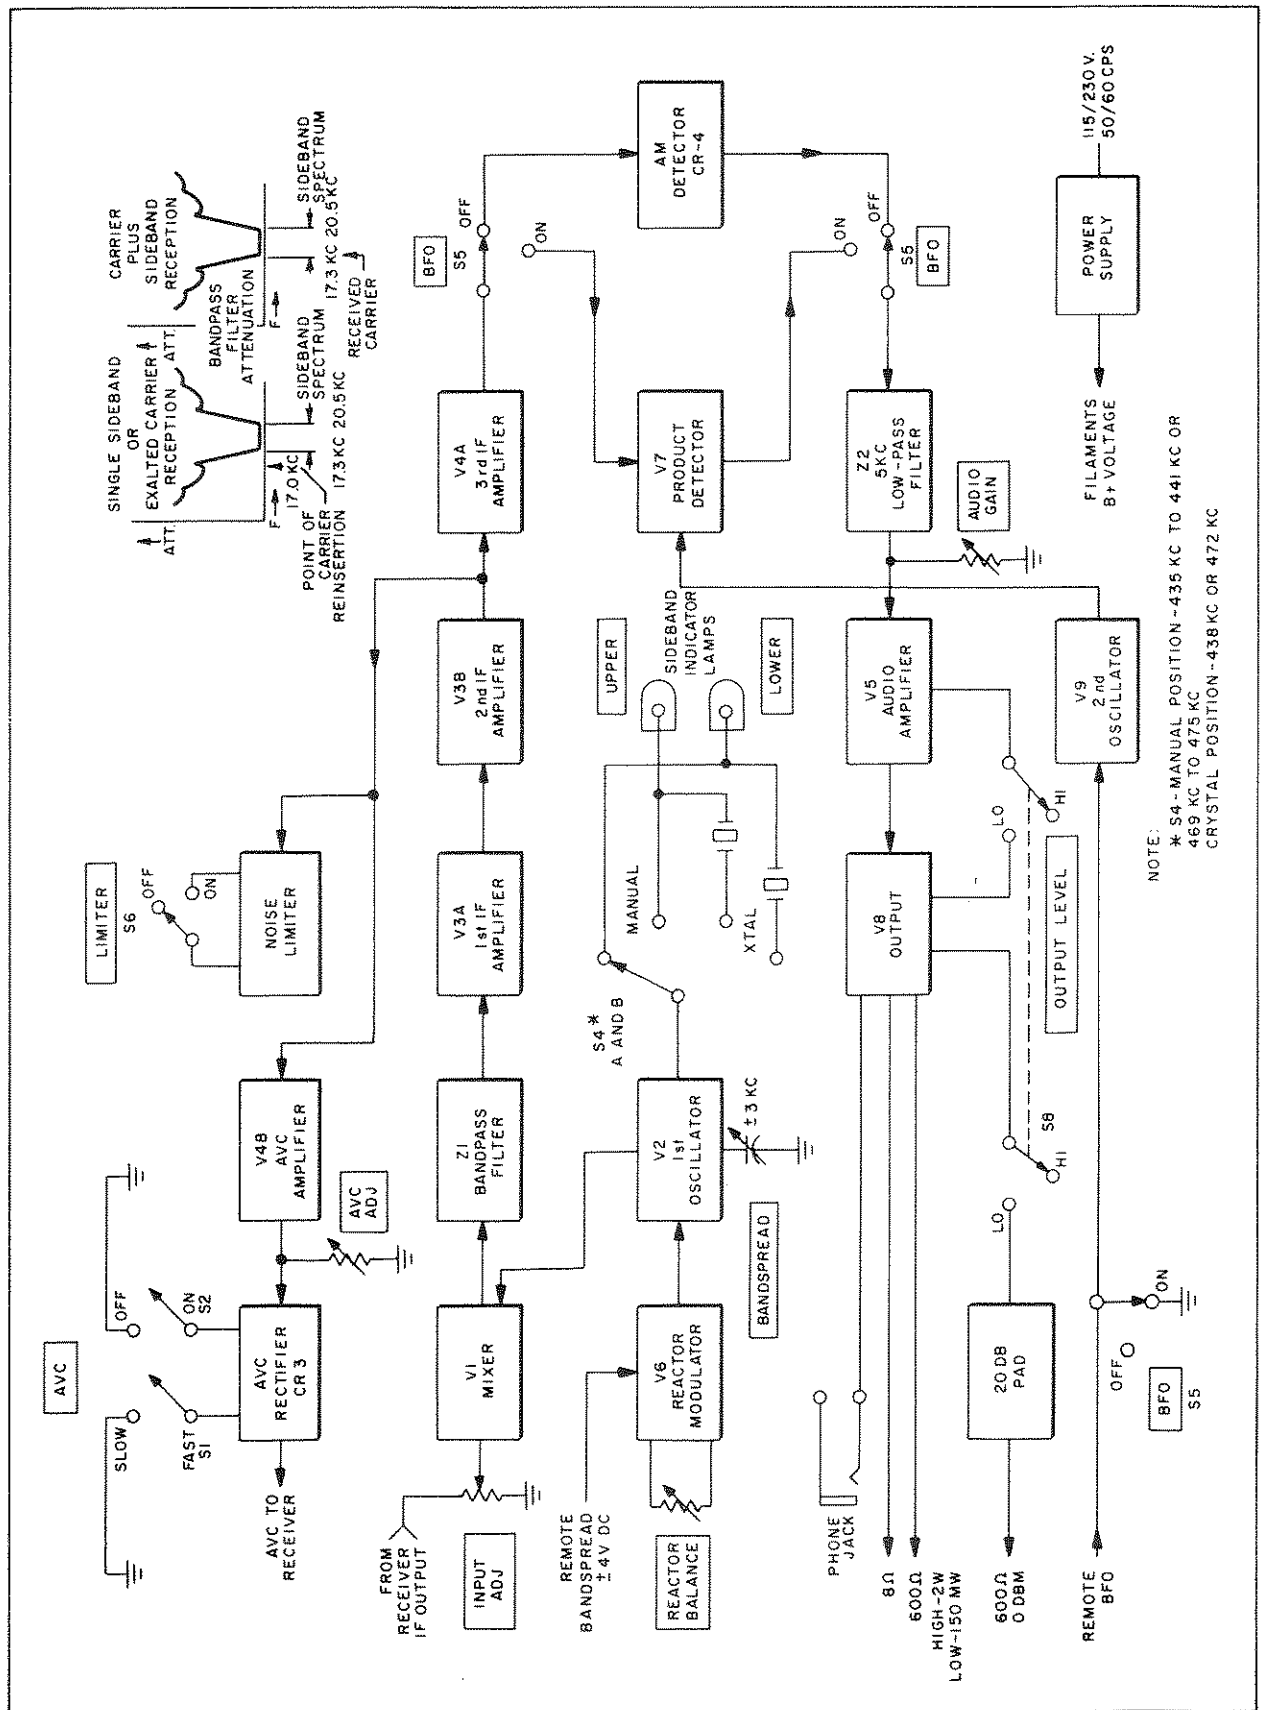 AVC
SLOW
OFF
FAST
S1
ON
S2
AVC TO
RECEIVER
AVC
RECTIFIER
CR 3
AVC
ADJ
V4B
AVC
AMPLIFIER
LIMITER
S6
OFF
ON
NOISE
LIMITER
SINGLE SIDEBAND
OR
EXALTED CARRIER
RECEPTION
ATT.
F
17.0 KC
POINT OF
CARRIER
REINSERTION
17.3 KC 20.5 KC
SIDEBAND
SPECTRUM
BANDPASS
FILTER
ATTENUATION
CARRIER
PLUS
SIDEBAND
RECEPTION
ATT.
F
17.3 KC 20.5 KC
SIDEBAND
SPECTRUM
RECEIVED
CARRIER
FROM
RECEIVER
IF OUTPUT
INPUT
ADJ
V1
MIXER
Z1
BANDPASS
FILTER
V3A
1st IF
AMPLIFIER
V3B
2nd IF
AMPLIFIER
V4A
3rd IF
AMPLIFIER
BFO
S5
OFF
ON
AM
DETECTOR
CR-4
REMOTE
BANDSPREAD
±4V DC
REACTOR
BALANCE
V6
REACTOR
MODULATOR
V2
1st
OSCILLATOR
BANDSPREAD
±3 KC
S4 *
A AND B
MANUAL
XTAL
UPPER
SIDEBAND
INDICATOR
LAMPS
LOWER
V7
PRODUCT
DETECTOR
ON
OFF
S5
BFO
PHONE
JACK
8Ω
600Ω
HIGH-2W
LOW-150 MW
V8
OUTPUT
V5
AUDIO
AMPLIFIER
Z2
5KC
LOW-PASS
FILTER
AUDIO
GAIN
600Ω
0 DBM
20 DB
PAD
LO
HI
S8
OUTPUT LEVEL
LO
HI
REMOTE
BFO
OFF
ON
BFO
S5
V9
2nd
OSCILLATOR
FILAMENTS
B+ VOLTAGE
POWER
SUPPLY
115/230 V.
50/60 CPS
NOTE:
* S4-MANUAL POSITION-435 KC TO 441 KC OR
469 KC TO 475 KC
CRYSTAL POSITION-438 KC OR 472 KC